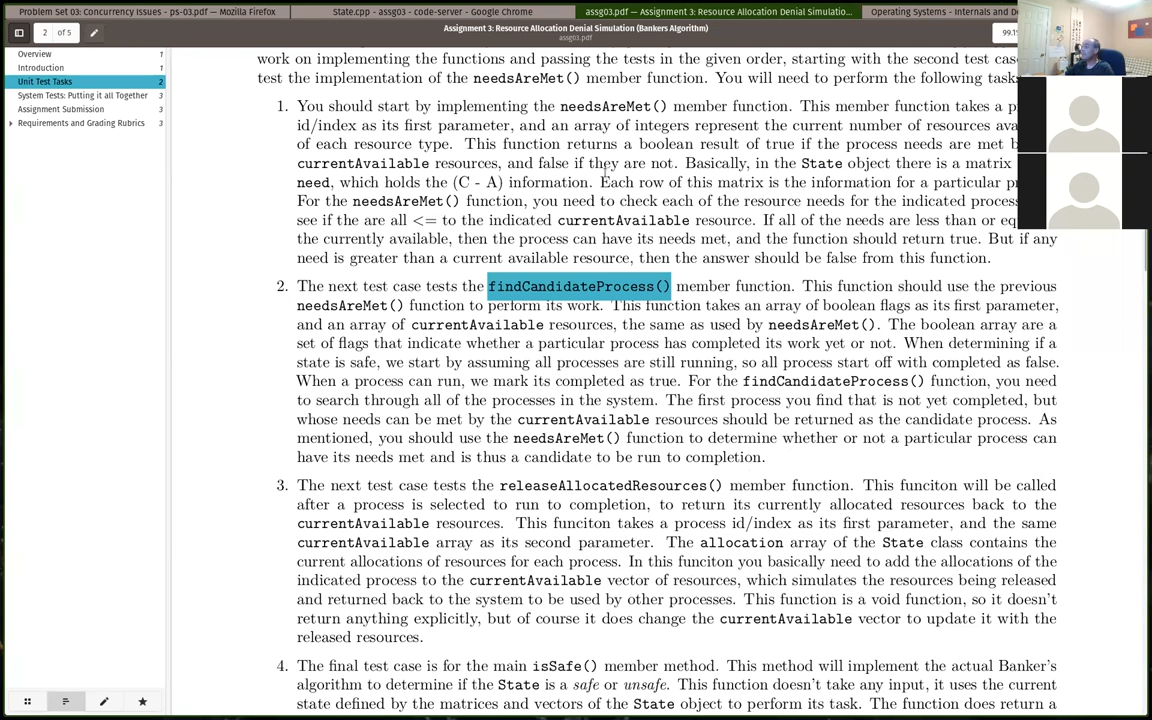 Problem Set 03: Concurrency Issues - ps-03.pdf — Mozilla Firefox
State.cpp - assg03 - code-server - Google Chrome
assg03.pdf — Assignment 3: Resource Allocation Denial Simulatio...
Operating Systems - Internals and D
2 of 5
Assignment 3: Resource Allocation Denial Simulation (Bankers Algorithm)
assg03.pdf
99.1
Overview 1
Introduction 1
Unit Test Tasks 2
System Tests: Putting it all Together 3
Assignment Submission 3
Requirements and Grading Rubrics 3
work on implementing the functions and passing the tests in the given order, starting with the second test case
test the implementation of the needsAreMet() member function. You will need to perform the following task
1. You should start by implementing the needsAreMet() member function. This member function takes a p
id/index as its first parameter, and an array of integers represent the current number of resources ava
of each resource type. This function returns a boolean result of true if the process needs are met b
currentAvailable resources, and false if they are not. Basically, in the State object there is a matrix
need, which holds the (C - A) information. Each row of this matrix is the information for a particular p
For the needsAreMet() function, you need to check each of the resource needs for the indicated process
see if the are all <= to the indicated currentAvailable resource. If all of the needs are less than or eq
the currently available, then the process can have its needs met, and the function should return true. But if any
need is greater than a current available resource, then the answer should be false from this function.
2. The next test case tests the findCandidateProcess() member function. This function should use the previous
needsAreMet() function to perform its work. This function takes an array of boolean flags as its first parameter,
and an array of currentAvailable resources, the same as used by needsAreMet(). The boolean array are a
set of flags that indicate whether a particular process has completed its work yet or not. When determining if a
state is safe, we start by assuming all processes are still running, so all process start off with completed as false.
When a process can run, we mark its completed as true. For the findCandidateProcess() function, you need
to search through all of the processes in the system. The first process you find that is not yet completed, but
whose needs can be met by the currentAvailable resources should be returned as the candidate process. As
mentioned, you should use the needsAreMet() function to determine whether or not a particular process can
have its needs met and is thus a candidate to be run to completion.
3. The next test case tests the releaseAllocatedResources() member function. This funciton will be called
after a process is selected to run to completion, to return its currently allocated resources back to the
currentAvailable resources. This funciton takes a process id/index as its first parameter, and the same
currentAvailable array as its second parameter. The allocation array of the State class contains the
current allocations of resources for each process. In this funciton you basically need to add the allocations of the
indicated process to the currentAvailable vector of resources, which simulates the resources being released
and returned back to the system to be used by other processes. This function is a void function, so it doesn't
return anything explicitly, but of course it does change the currentAvailable vector to update it with the
released resources.
4. The final test case is for the main isSafe() member method. This method will implement the actual Banker's
algorithm to determine if the State is a safe or unsafe. This function doesn't take any input, it uses the current
state defined by the matrices and vectors of the State object to perform its task. The function does return a